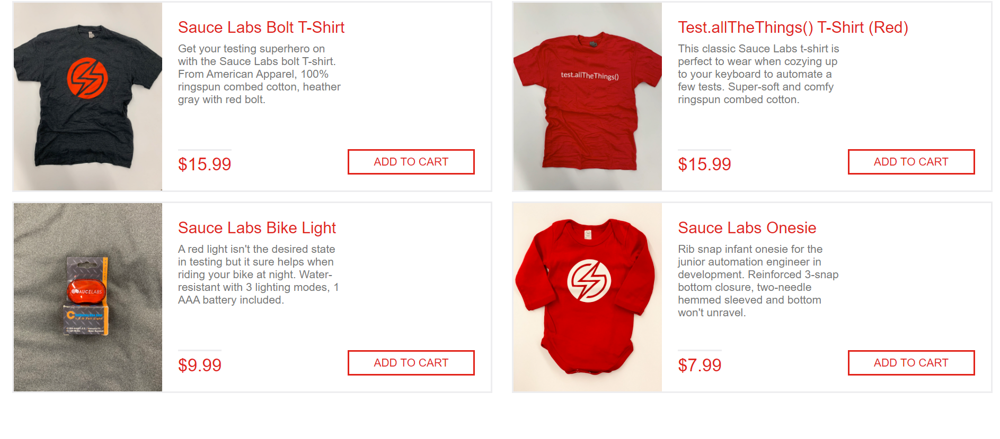 Sauce Labs Bolt T-Shirt
Get your testing superhero on
with the Sauce Labs bolt T-shirt.
From American Apparel, 100%
ringspun combed cotton, heather
gray with red bolt.
$15.99
ADD TO CART
test.allTheThings()
Test.allTheThings() T-Shirt (Red)
This classic Sauce Labs t-shirt is
perfect to wear when cozying up
to your keyboard to automate a
few tests. Super-soft and comfy
ringspun combed cotton.
$15.99
ADD TO CART
SAUCELABS
Sauce Labs Bike Light
A red light isn't the desired state
in testing but it sure helps when
riding your bike at night. Water-
resistant with 3 lighting modes, 1
AAA battery included.
$9.99
ADD TO CART
Sauce Labs Onesie
Rib snap infant onesie for the
junior automation engineer in
development. Reinforced 3-snap
bottom closure, two-needle
hemmed sleeved and bottom
won't unravel.
$7.99
ADD TO CART